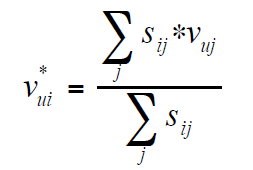 v*ui = ∑j sij*vuj / ∑j sij